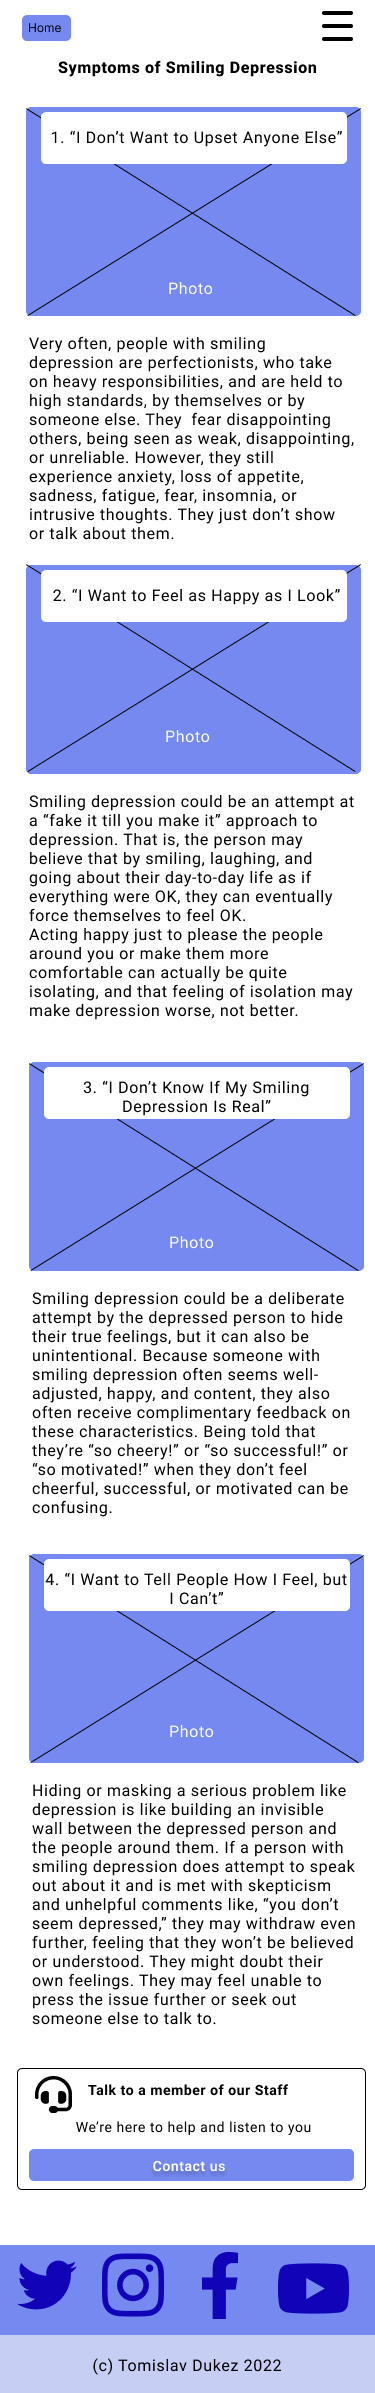 Home
Symptoms of Smiling Depression
1. “I Don’t Want to Upset Anyone Else”
Photo
Very often, people with smiling
depression are perfectionists, who take
on heavy responsibilities, and are held to
high standards, by themselves or by
someone else. They  fear disappointing
others, being seen as weak, disappointing,
or unreliable. However, they still
experience anxiety, loss of appetite,
sadness, fatigue, fear, insomnia, or
intrusive thoughts. They just don’t show
or talk about them.
2. “I Want to Feel as Happy as I Look”
Photo
Smiling depression could be an attempt at
a “fake it till you make it” approach to
depression. That is, the person may
believe that by smiling, laughing, and
going about their day-to-day life as if
everything were OK, they can eventually
force themselves to feel OK.
Acting happy just to please the people
around you or make them more
comfortable can actually be quite
isolating, and that feeling of isolation may
make depression worse, not better.
3. “I Don’t Know If My Smiling
Depression Is Real”
Photo
Smiling depression could be a deliberate
attempt by the depressed person to hide
their true feelings, but it can also be
unintentional. Because someone with
smiling depression often seems well-
adjusted, happy, and content, they also
often receive complimentary feedback on
these characteristics. Being told that
they’re “so cheery!” or “so successful!” or
“so motivated!” when they don’t feel
cheerful, successful, or motivated can be
confusing.
4. “I Want to Tell People How I Feel, but
I Can’t”
Photo
Hiding or masking a serious problem like
depression is like building an invisible
wall between the depressed person and
the people around them. If a person with
smiling depression does attempt to speak
out about it and is met with skepticism
and unhelpful comments like, “you don’t
seem depressed,” they may withdraw even
further, feeling that they won’t be believed
or understood. They might doubt their
own feelings. They may feel unable to
press the issue further or seek out
someone else to talk to.
Talk to a member of our Staff
We’re here to help and listen to you
Contact us
(c) Tomislav Dukez 2022